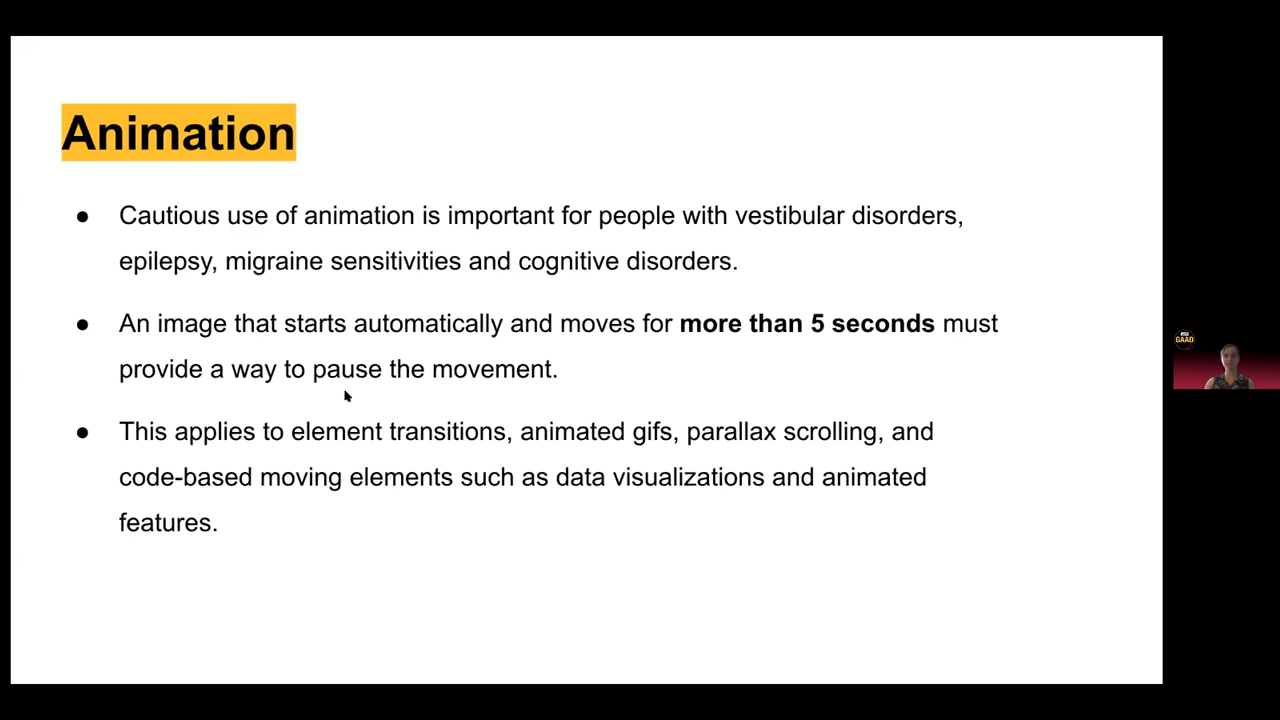 Animation
● Cautious use of animation is important for people with vestibular disorders,
epilepsy, migraine sensitivities and cognitive disorders.
● An image that starts automatically and moves for more than 5 seconds must
provide a way to pause the movement.
● This applies to element transitions, animated gifs, parallax scrolling, and
code-based moving elements such as data visualizations and animated
features.
ASU
GAAD